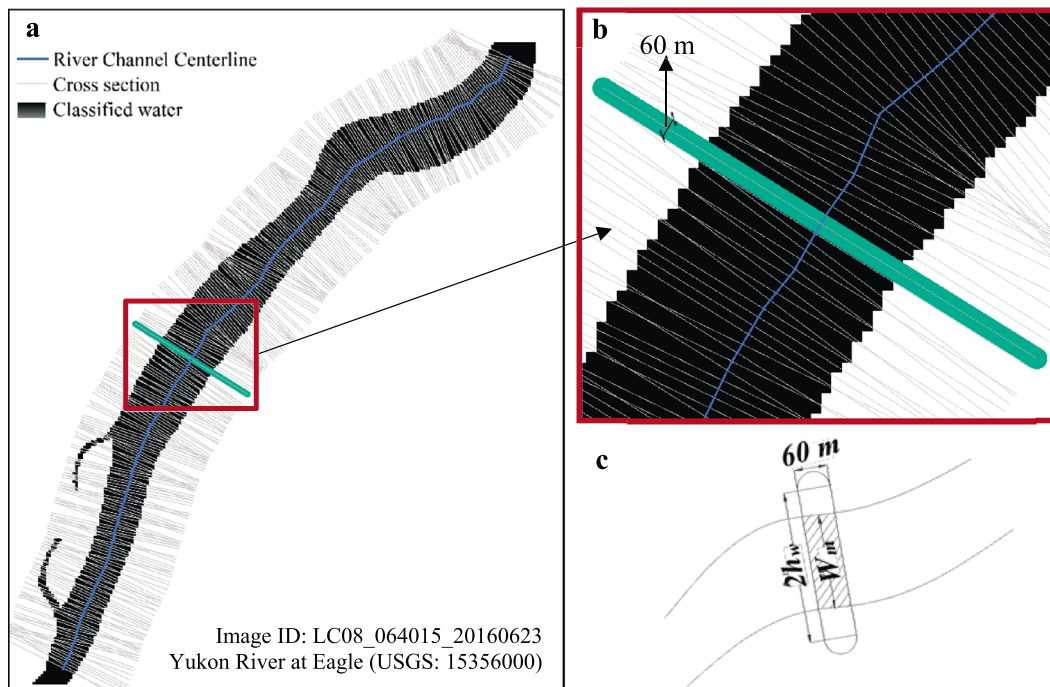 a
River Channel Centerline
Cross section
Classified water
Image ID: LC08_064015_20160623
Yukon River at Eagle (USGS: 15356000)
b
60 m
c
60 m
2hw
Wm